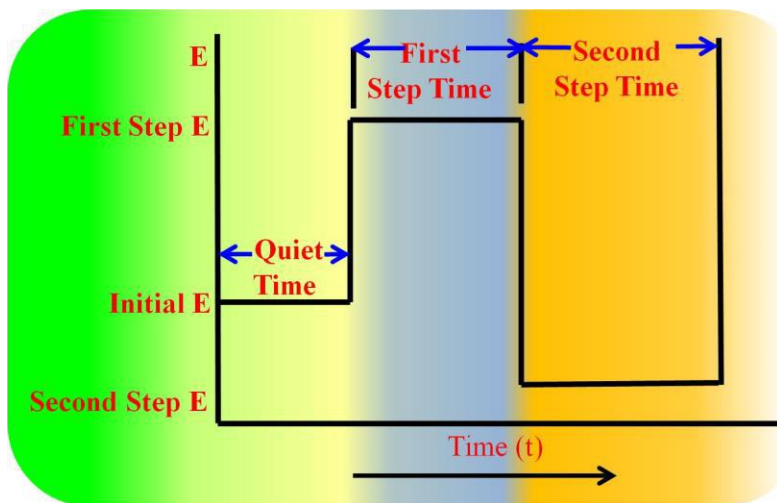 E
First
Step Time
Second
Step Time
First Step E
Quiet
Time
Initial E
Second Step E
Time (t)